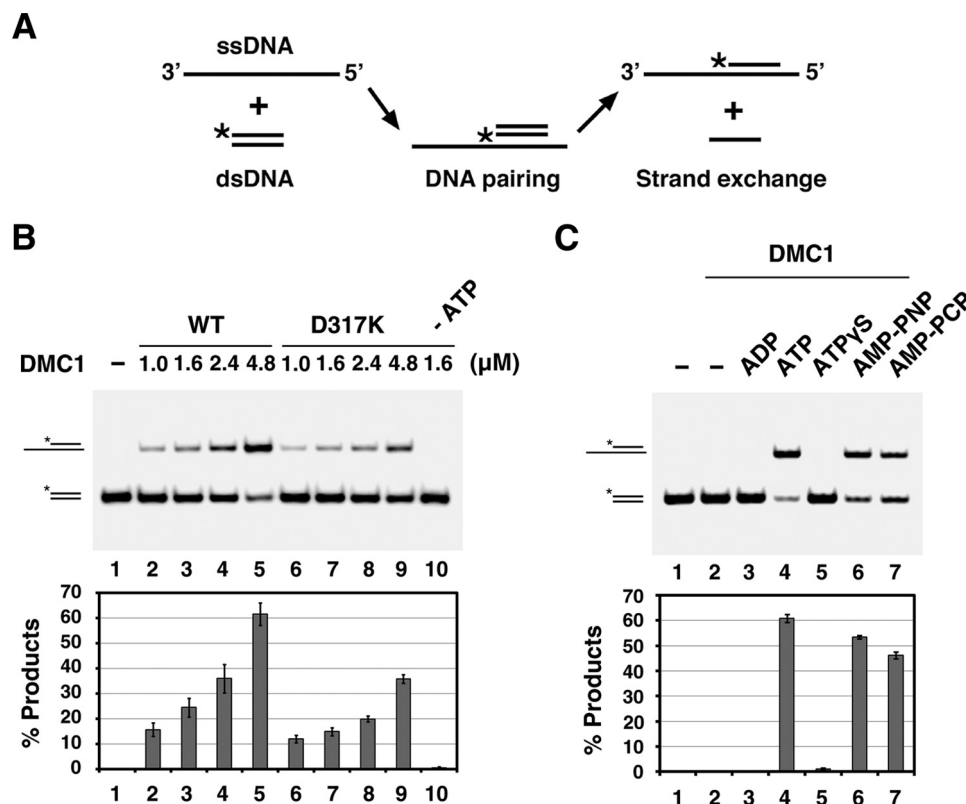 A
ssDNA
3' 5' 3' * 5'
+ * +
*
dsDNA DNA pairing Strand exchange
B
WT D317K - ATP
DMC1 – 1.0 1.6 2.4 4.8 1.0 1.6 2.4 4.8 1.6 (µM)
*
*
1 2 3 4 5 6 7 8 9 10
% Products
70
60
50
40
30
20
10
0
1 2 3 4 5 6 7 8 9 10
C
DMC1
– – ADP ATP ATPγS AMP-PNP AMP-PCP
*
*
1 2 3 4 5 6 7
% Products
70
60
50
40
30
20
10
0
1 2 3 4 5 6 7